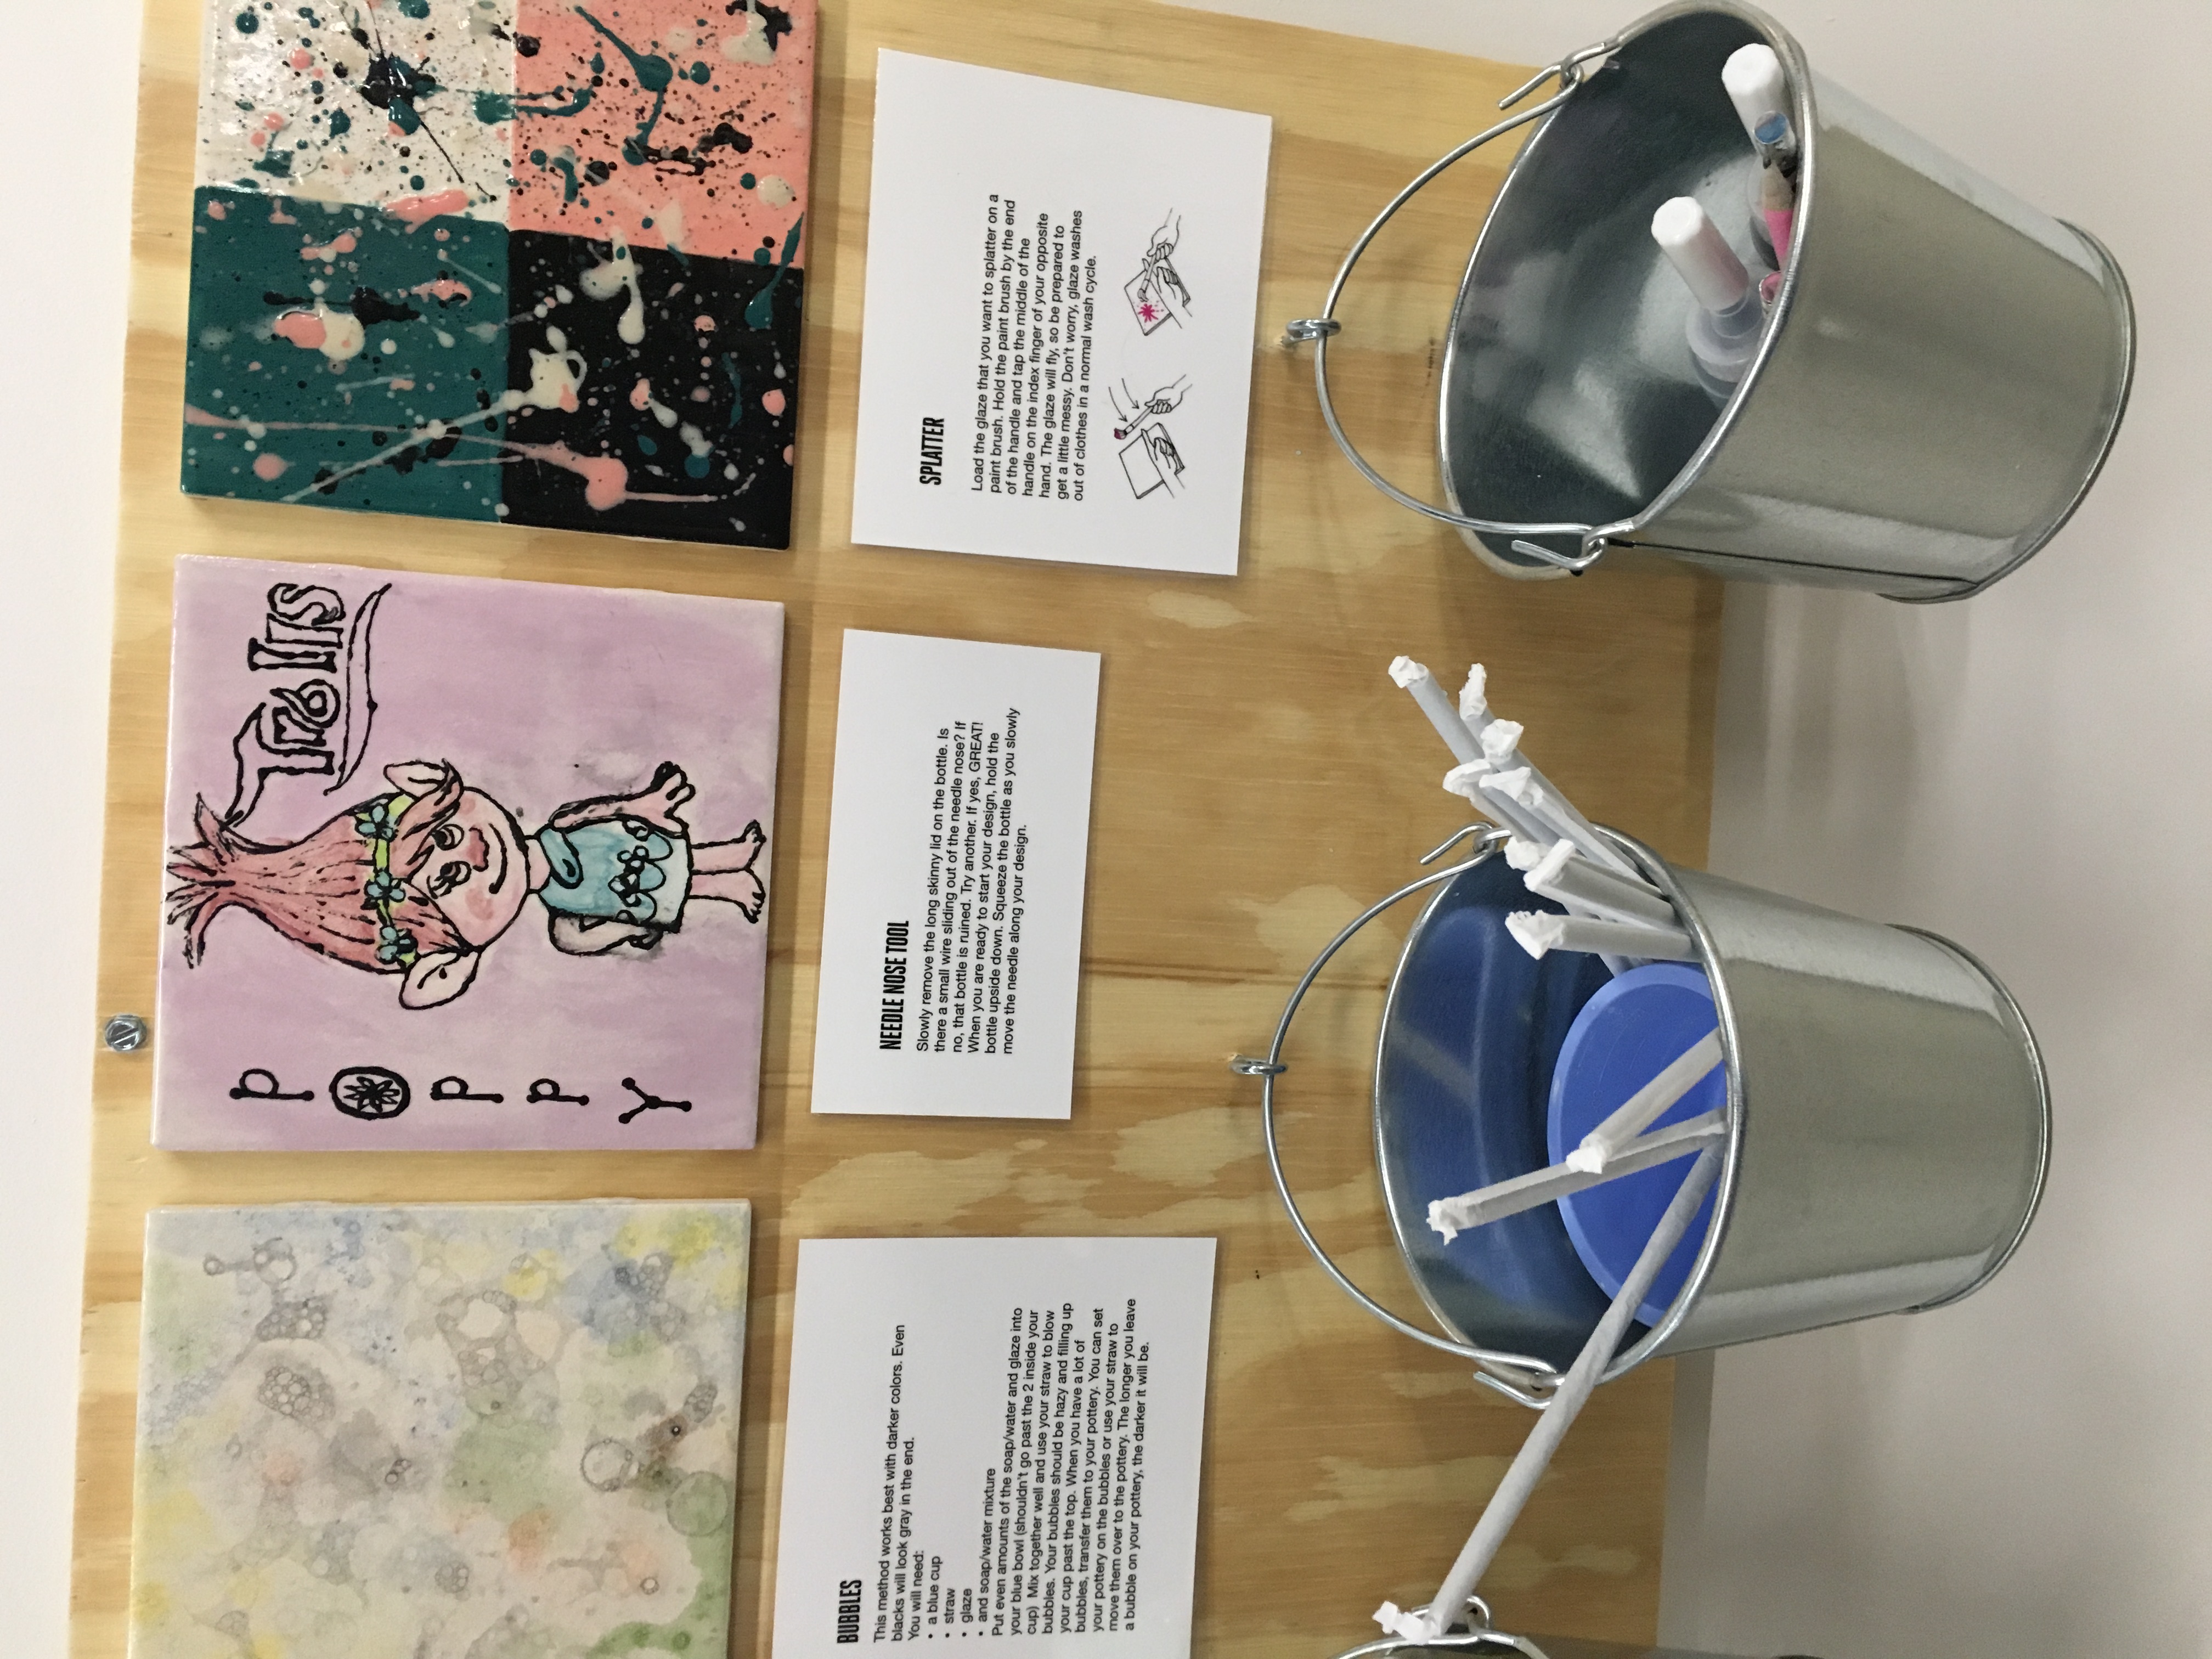 P
O
P
P
Y
Trolls
BUBBLES
This method works best with darker colors. Even
blacks will look gray in the end.
You will need:
• a blue cup
• straw
• glaze
• and soap/water mixture
Put even amounts of the soap/water and glaze into
your blue bowl (shouldn't go past the 2 inside your
cup)  Mix together well and use your straw to blow
bubbles. Your bubbles should be hazy and filling up
your cup past the top. When you have a lot of
bubbles, transfer them to your pottery. You can set
your pottery on the bubbles or use your straw to
move them over to the pottery. The longer you leave
a bubble on your pottery, the darker it will be.
NEEDLE NOSE TOOL
Slowly remove the long skinny lid on the bottle. Is
there a small wire sliding out of the needle nose? If
no, that bottle is ruined. Try another. If yes, GREAT!
When you are ready to start your design, hold the
bottle upside down. Squeeze the bottle as you slowly
move the needle along your design.
SPLATTER
Load the glaze that you want to splatter on a
paint brush. Hold the paint brush by the end
of the handle and tap the middle of the
handle on the index finger of your opposite
hand. The glaze will fly, so be prepared to
get a little messy. Don't worry, glaze washes
out of clothes in a normal wash cycle.